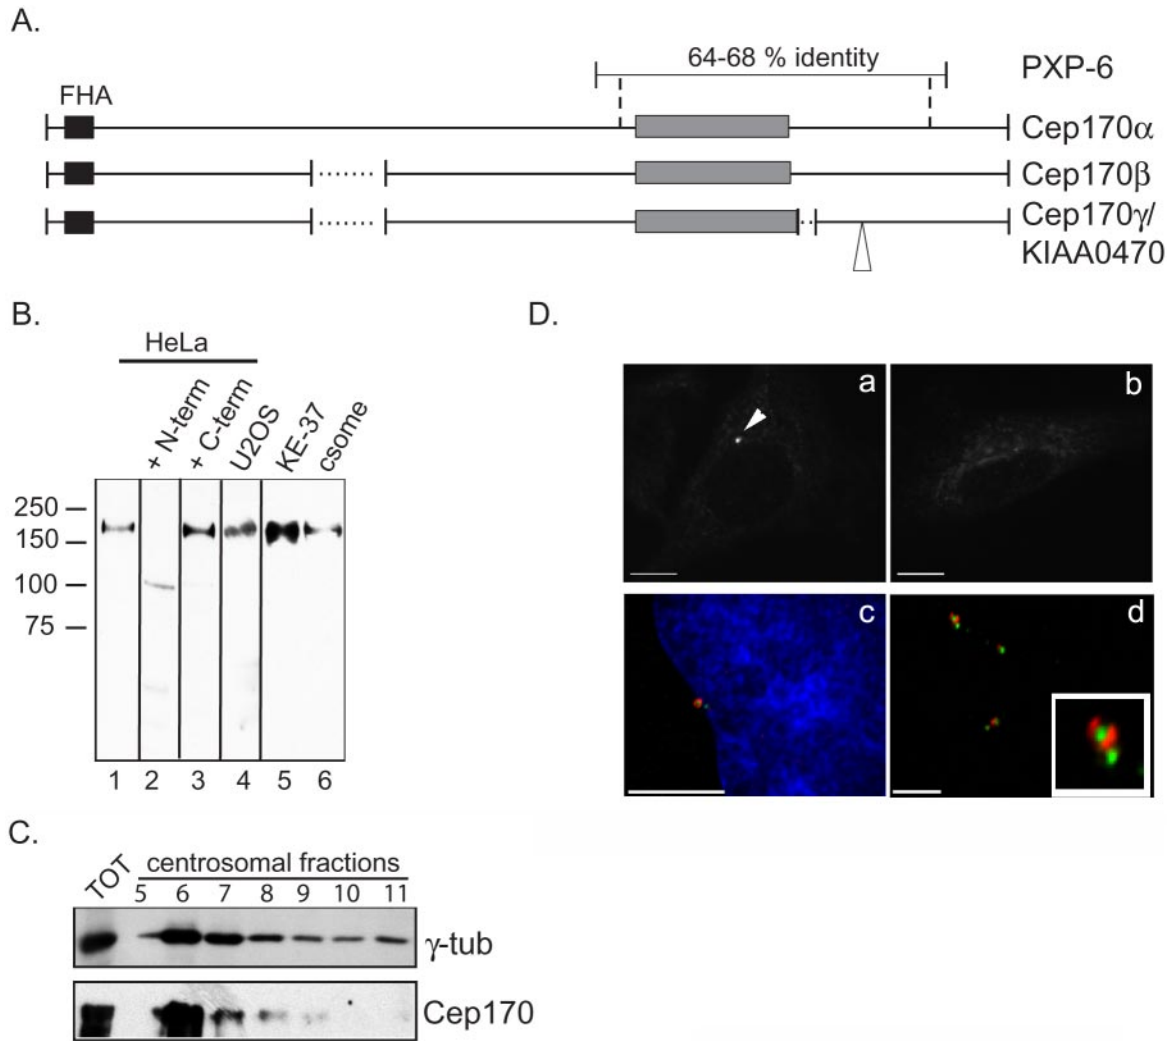 A.
64-68 % identity
PXP-6
FHA
Cep170α
Cep170β
Cep170γ/
KIAA0470
B.
HeLa
+ N-term
+ C-term
U2OS
KE-37
csome
250
150
100
75
1 2 3 4 5 6
C.
TOT
centrosomal fractions
5 6 7 8 9 10 11
γ-tub
Cep170
D.
a
b
c
d